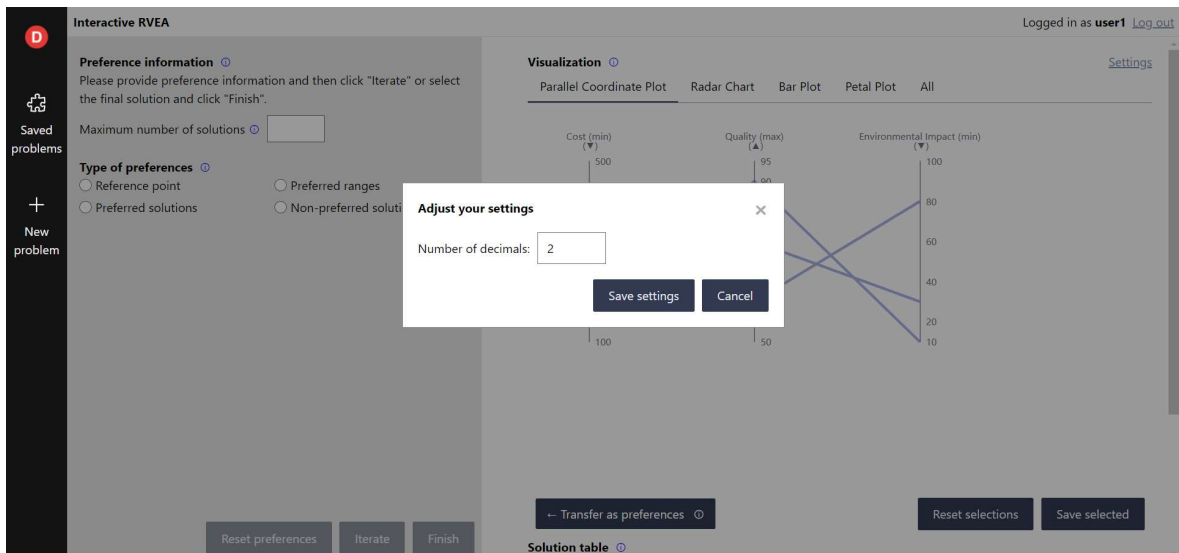 D
Saved
problems
New
problem
Interactive RVEA
Logged in as user1 Log out
Preference information
Please provide preference information and then click "Iterate" or select
the final solution and click "Finish".
Maximum number of solutions
Type of preferences
Reference point
Preferred ranges
Preferred solutions
Non-preferred soluti
Reset preferences
Iterate
Finish
Visualization
Settings
Parallel Coordinate Plot
Radar Chart
Bar Plot
Petal Plot
All
Cost (min)
(▼)
500
100
Quality (max)
(▲)
95
90
50
Environmental Impact (min)
(▼)
100
80
60
40
20
10
Adjust your settings
×
Number of decimals: 2
Save settings
Cancel
← Transfer as preferences
Reset selections
Save selected
Solution table